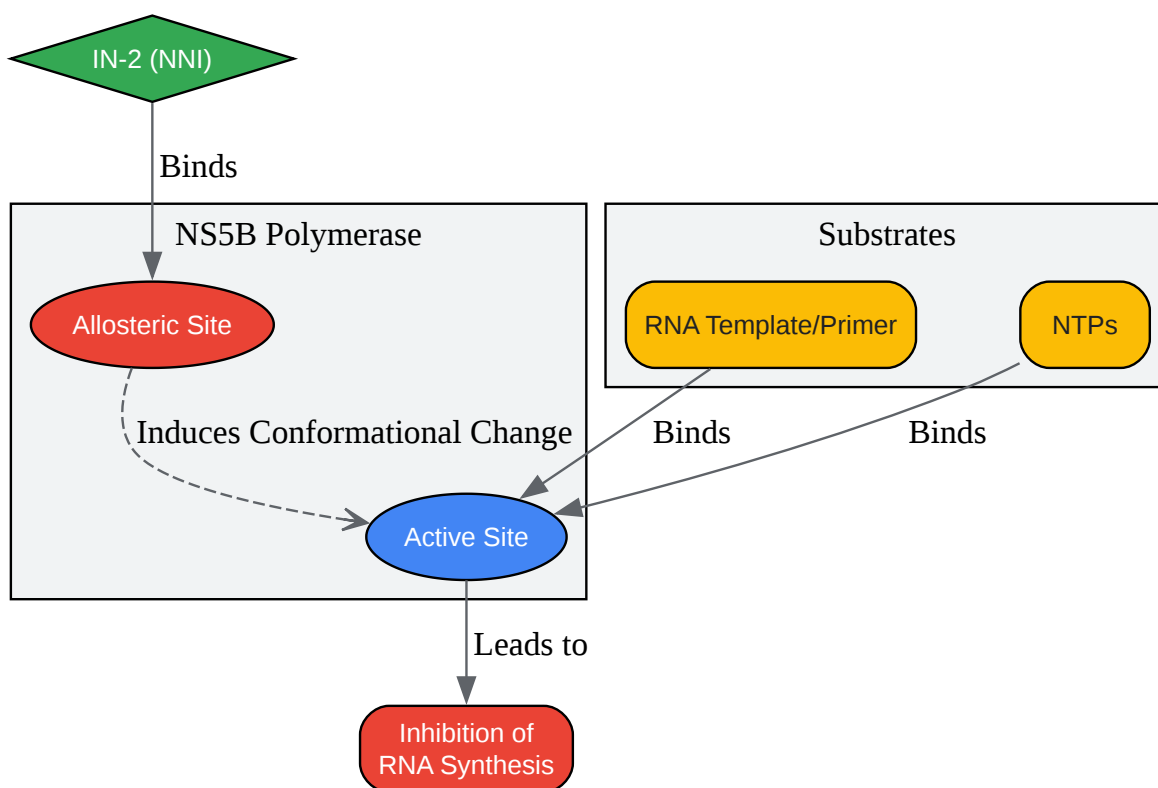 IN-2 (NNI)
Binds
NS5B Polymerase
Substrates
Allosteric Site
RNA Template/Primer
NTPs
Induces Conformational Change
Binds
Binds
Active Site
Leads to
Inhibition of
RNA Synthesis